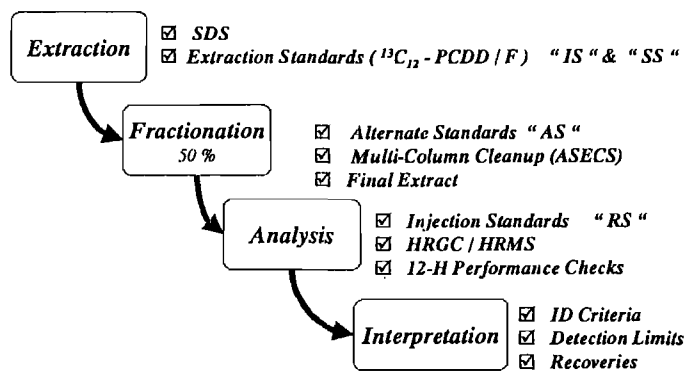 Extraction
☑ SDS
☑ Extraction Standards ( ¹³C₁₂ - PCDD / F )   “ IS “ & “ SS “
Fractionation
50 %
☑ Alternate Standards “ AS “
☑ Multi-Column Cleanup (ASECS)
☑ Final Extract
Analysis
☑ Injection Standards “ RS “
☑ HRGC / HRMS
☑ 12-H Performance Checks
Interpretation
☑ ID Criteria
☑ Detection Limits
☑ Recoveries